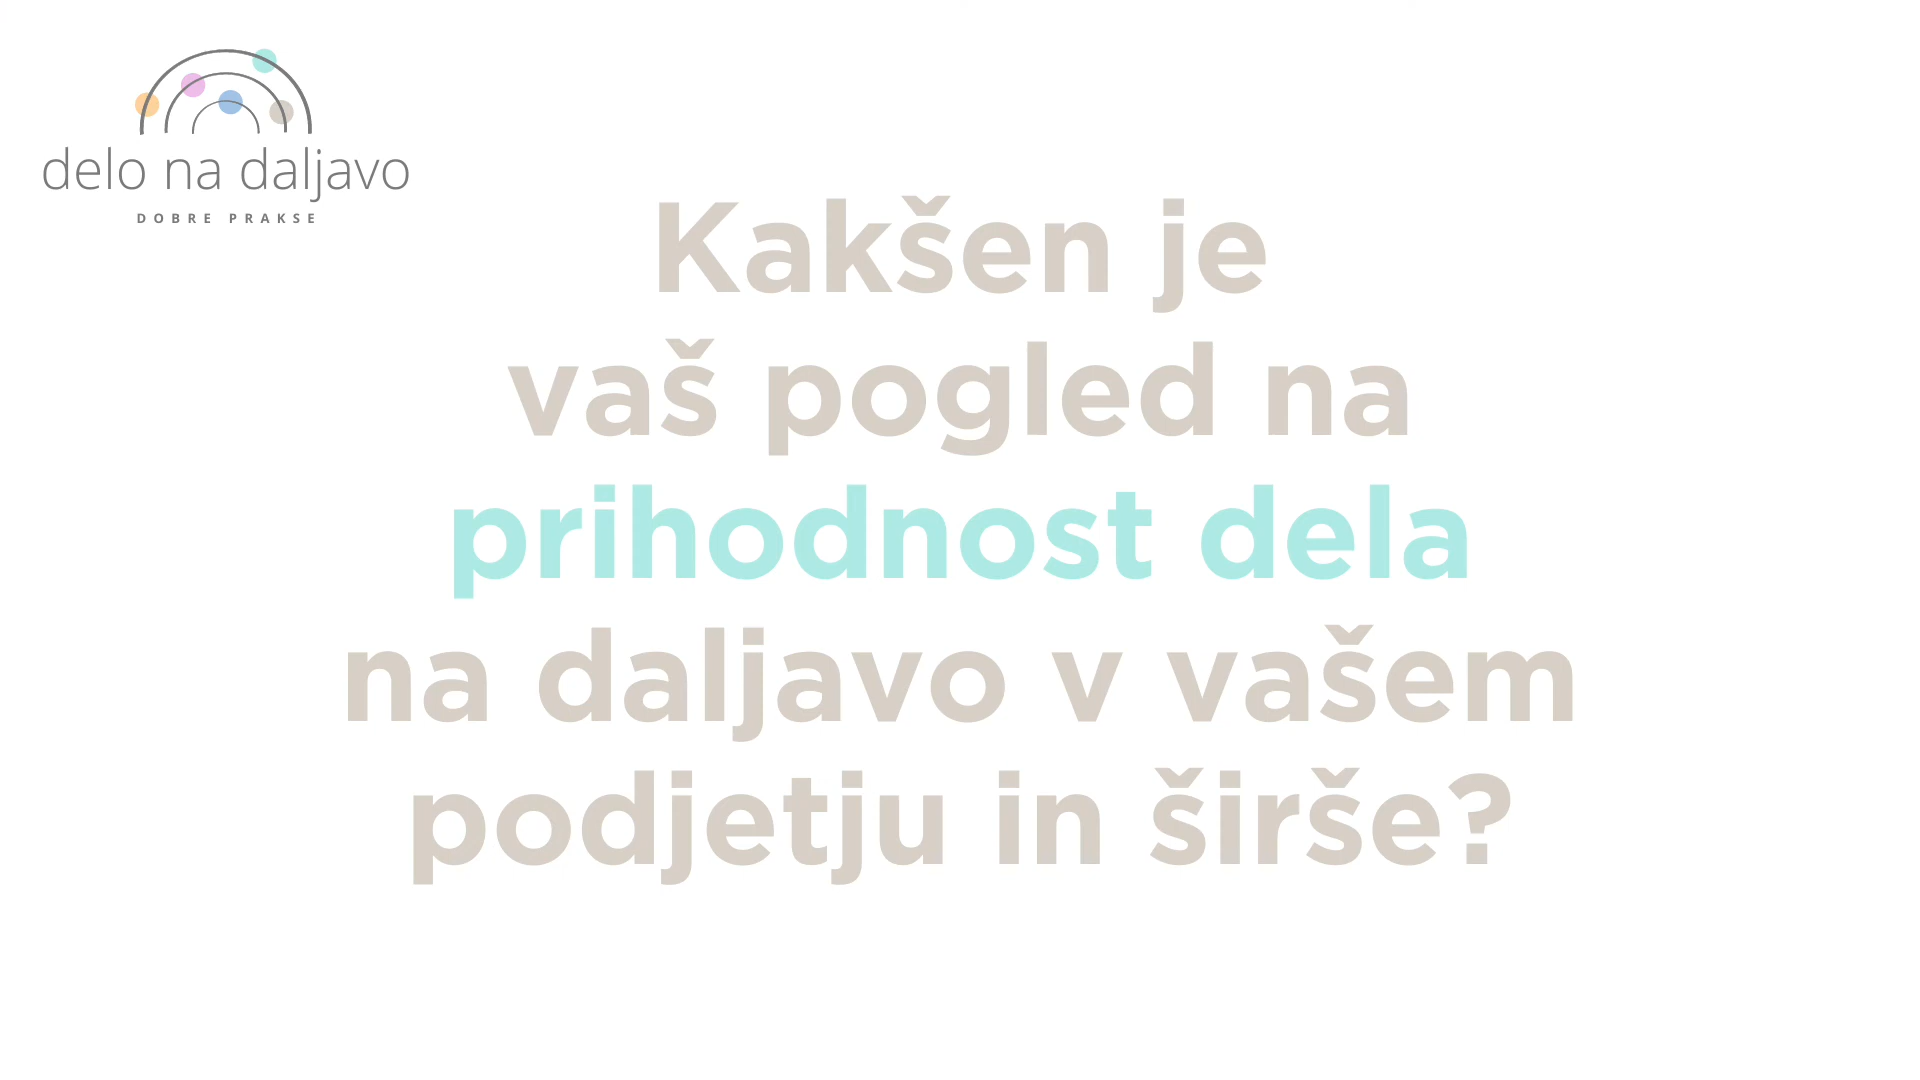 delo na daljavo
DOBRE PRAKSE
Kakšen je
vaš pogled na
prihodnost dela
na daljavo v vašem
podjetju in širše?